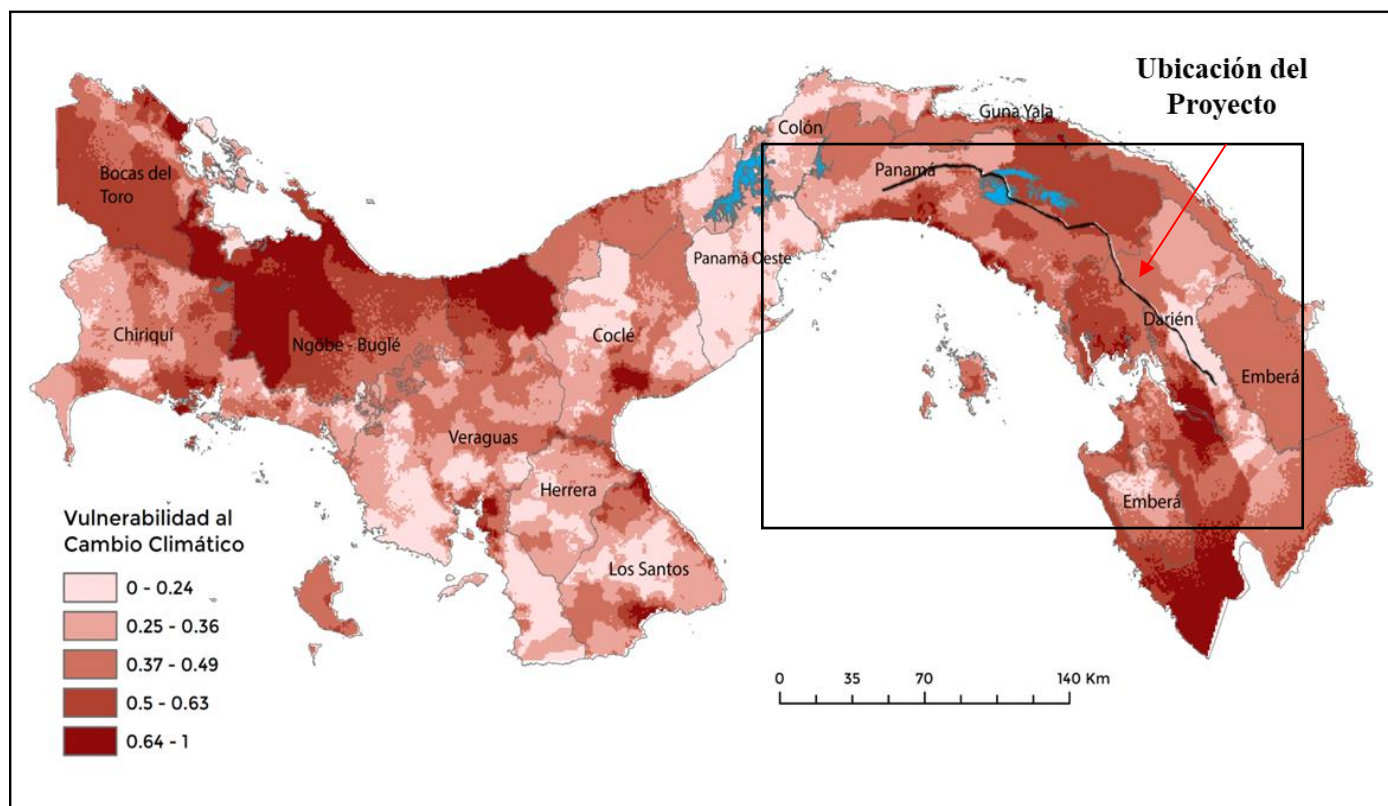 Ubicación del
Proyecto
Guna Yala
Colón
Panamá
Bocas del
Toro
Panamá Oeste
Darién
Chiriquí
Ngöbe - Buglé
Coclé
Emberá
Veraguas
Herrera
Emberá
Los Santos
Vulnerabilidad al
Cambio Climático
0 - 0.24
0.25 - 0.36
0.37 - 0.49
0.5 - 0.63
0.64 - 1
0 35 70 140 Km